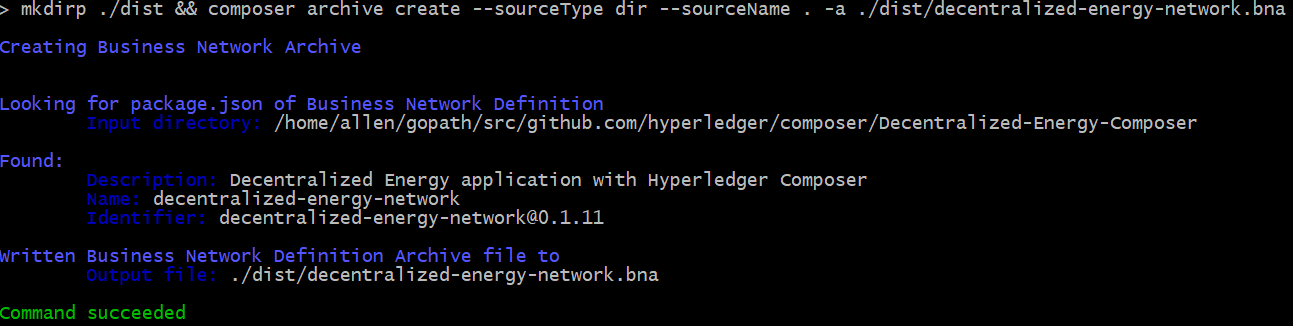 > mkdirp ./dist && composer archive create --sourceType dir --sourceName . -a ./dist/decentralized-energy-network.bna
Creating Business Network Archive
Looking for package.json of Business Network Definition
Input directory: /home/allen/gopath/src/github.com/hyperledger/composer/Decentralized-Energy-Composer
Found:
Description: Decentralized Energy application with Hyperledger Composer
Name: decentralized-energy-network
Identifier: decentralized-energy-network@0.1.11
Written Business Network Definition Archive file to
Output file: ./dist/decentralized-energy-network.bna
Command succeeded